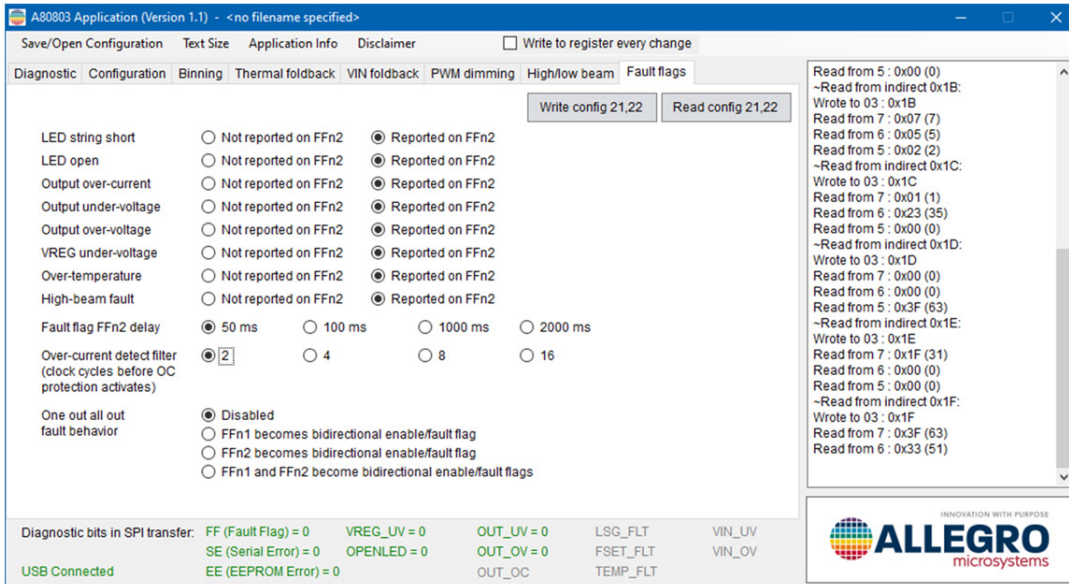 A80803 Application (Version 1.1) - <no filename specified>
Save/Open Configuration Text Size Application Info Disclaimer Write to register every change
Diagnostic Configuration Binning Thermal foldback VIN foldback PWM dimming High/low beam Fault flags
Write config 21,22 Read config 21,22
LED string short Not reported on FFn2 Reported on FFn2
LED open Not reported on FFn2 Reported on FFn2
Output over-current Not reported on FFn2 Reported on FFn2
Output under-voltage Not reported on FFn2 Reported on FFn2
Output over-voltage Not reported on FFn2 Reported on FFn2
VREG under-voltage Not reported on FFn2 Reported on FFn2
Over-temperature Not reported on FFn2 Reported on FFn2
High-beam fault Not reported on FFn2 Reported on FFn2
Fault flag FFn2 delay 50 ms 100 ms 1000 ms 2000 ms
Over-current detect filter 2 4 8 16
(clock cycles before OC
protection activates)
One out all out Disabled
fault behavior
FFn1 becomes bidirectional enable/fault flag
FFn2 becomes bidirectional enable/fault flag
FFn1 and FFn2 become bidirectional enable/fault flags
Read from 5 : 0x00 (0)
~Read from indirect 0x1B:
Wrote to 03 : 0x1B
Read from 7 : 0x07 (7)
Read from 6 : 0x05 (5)
Read from 5 : 0x02 (2)
~Read from indirect 0x1C:
Wrote to 03 : 0x1C
Read from 7 : 0x01 (1)
Read from 6 : 0x23 (35)
Read from 5 : 0x00 (0)
~Read from indirect 0x1D:
Wrote to 03 : 0x1D
Read from 7 : 0x00 (0)
Read from 6 : 0x00 (0)
Read from 5 : 0x3F (63)
~Read from indirect 0x1E:
Wrote to 03 : 0x1E
Read from 7 : 0x1F (31)
Read from 6 : 0x00 (0)
Read from 5 : 0x00 (0)
~Read from indirect 0x1F:
Wrote to 03 : 0x1F
Read from 7 : 0x3F (63)
Read from 6 : 0x33 (51)
Diagnostic bits in SPI transfer: FF (Fault Flag) = 0 VREG_UV = 0 OUT_UV = 0 LSG_FLT VIN_UV
SE (Serial Error) = 0 OPENLED = 0 OUT_OV = 0 FSET_FLT VIN_OV
USB Connected EE (EEPROM Error) = 0 OUT_OC TEMP_FLT
INNOVATION WITH PURPOSE
ALLEGRO
microsystems